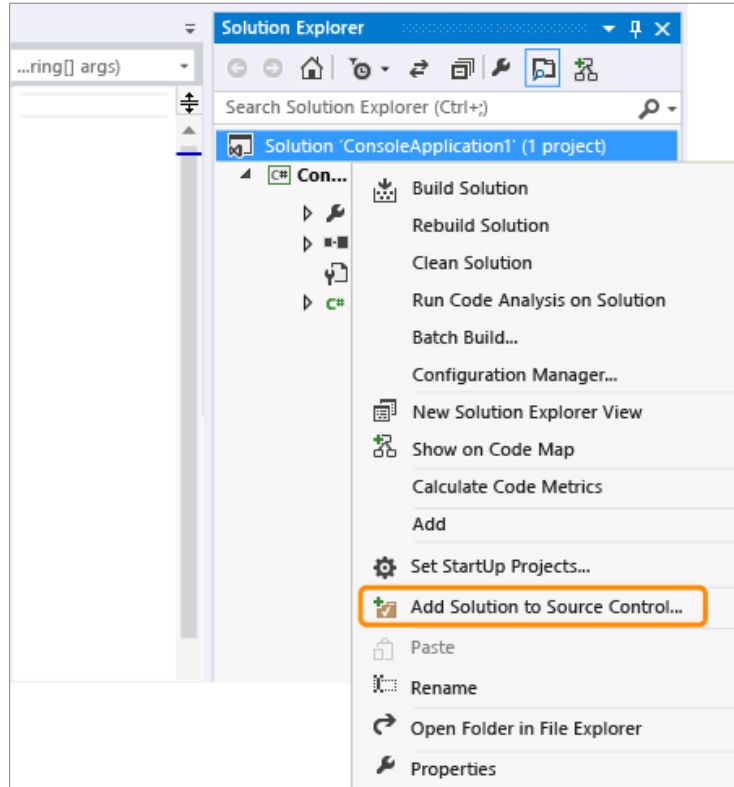 Solution Explorer
...ring[] args)
Search Solution Explorer (Ctrl+;)
Solution 'ConsoleApplication1' (1 project)
C# Con...
C#
Build Solution
Rebuild Solution
Clean Solution
Run Code Analysis on Solution
Batch Build...
Configuration Manager...
New Solution Explorer View
Show on Code Map
Calculate Code Metrics
Add
Set StartUp Projects...
Add Solution to Source Control...
Paste
Rename
Open Folder in File Explorer
Properties